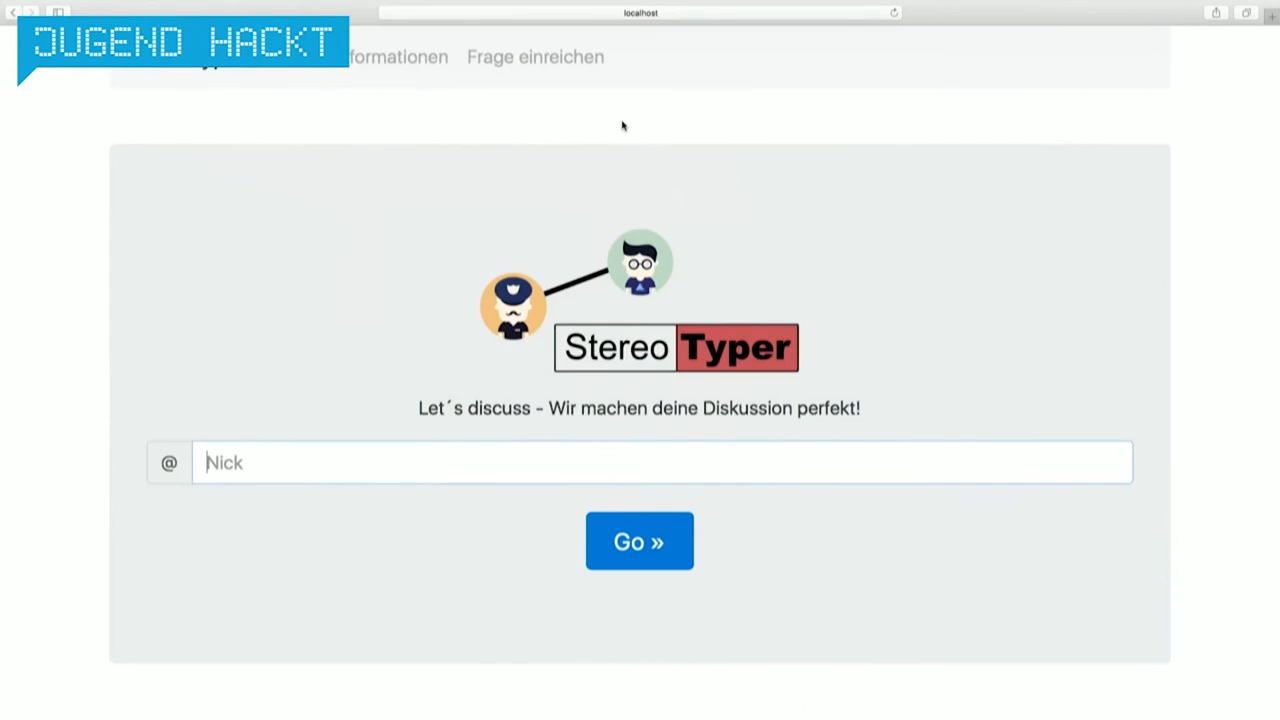 localhost
JUGEND HACKT
formationen Frage einreichen
Stereo Typer
Let´s discuss - Wir machen deine Diskussion perfekt!
@ Nick
Go »